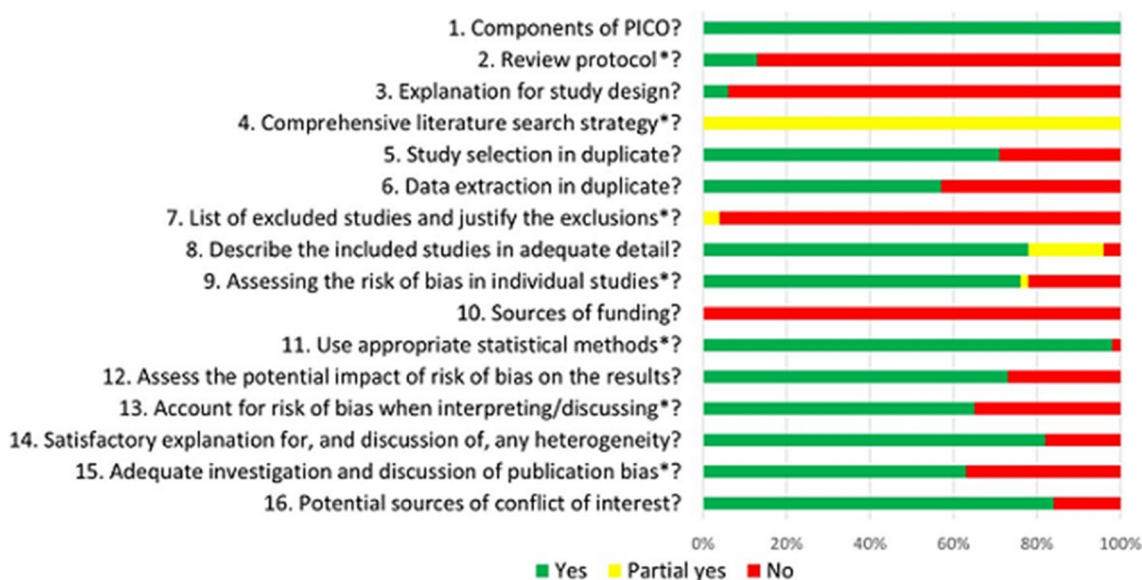 1. Components of PICO?
2. Review protocol*?
3. Explanation for study design?
4. Comprehensive literature search strategy*?
5. Study selection in duplicate?
6. Data extraction in duplicate?
7. List of excluded studies and justify the exclusions*?
8. Describe the included studies in adequate detail?
9. Assessing the risk of bias in individual studies*?
10. Sources of funding?
11. Use appropriate statistical methods*?
12. Assess the potential impact of risk of bias on the results?
13. Account for risk of bias when interpreting/discussing*?
14. Satisfactory explanation for, and discussion of, any heterogeneity?
15. Adequate investigation and discussion of publication bias*?
16. Potential sources of conflict of interest?
0% 20% 40% 60% 80% 100%
Yes Partial yes No